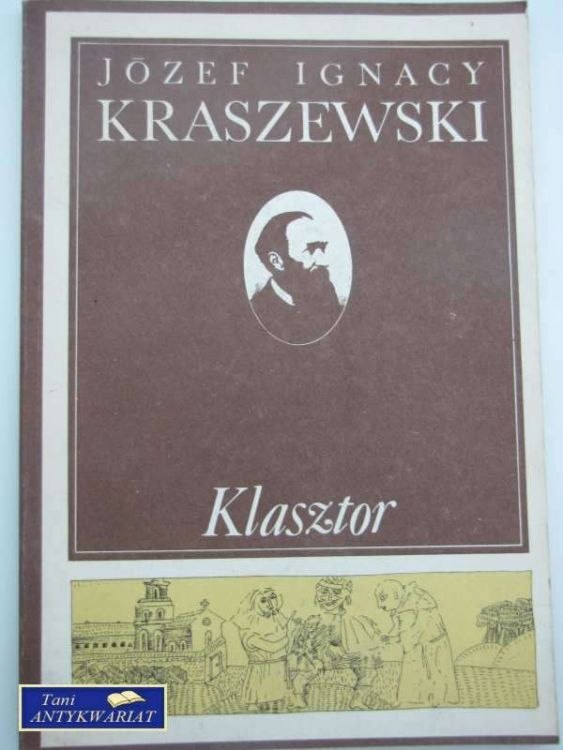 JÓZEF IGNACY
KRASZEWSKI
Klasztor
Tani
ANTYKWARIAT